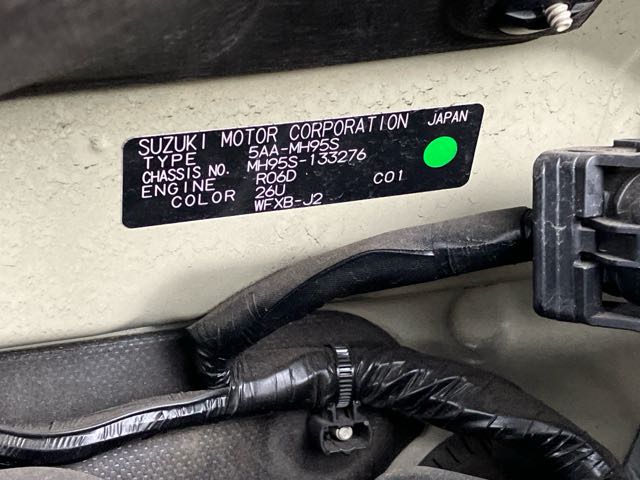 SUZUKI MOTOR CORPORATION JAPAN
TYPE 5AA-MH95S
CHASSIS NO. MH95S-133276
ENGINE R06D C01
COLOR 26U
WFXB-J2